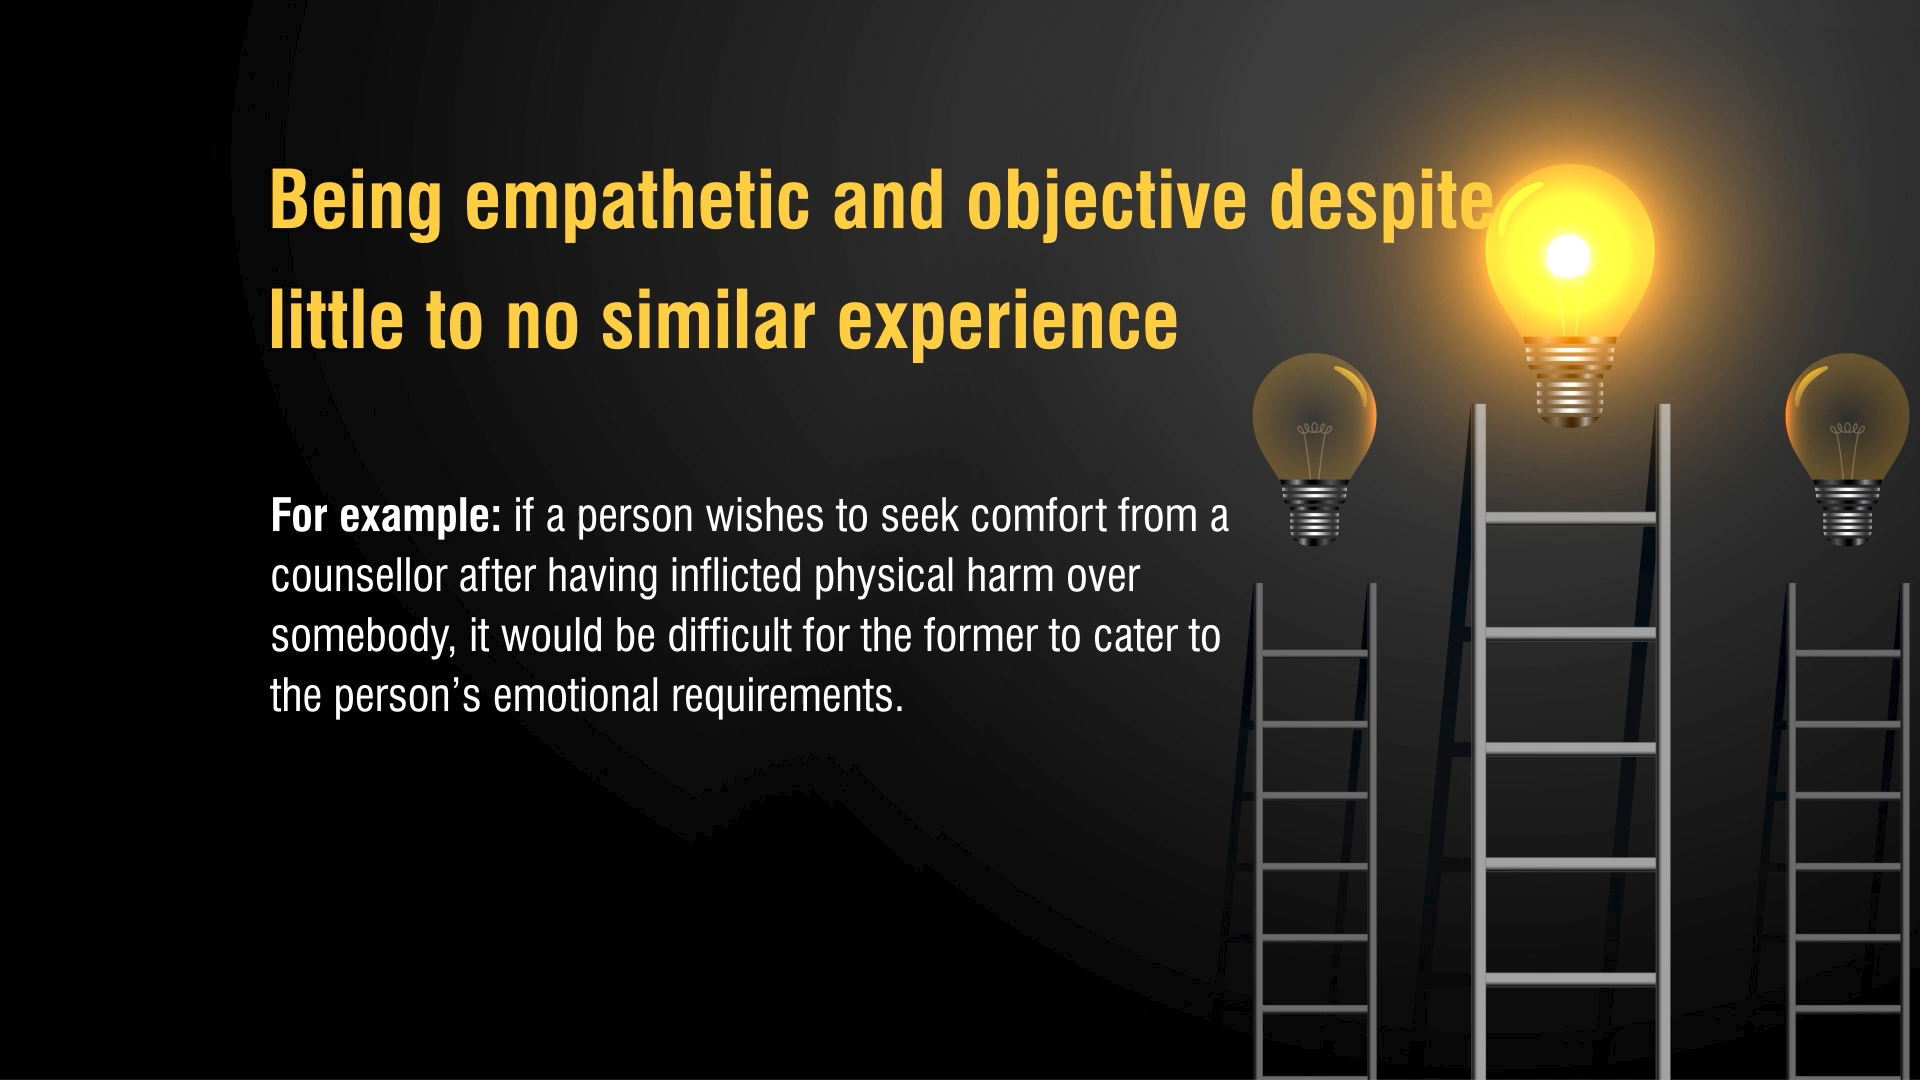 Being empathetic and objective despite
little to no similar experience
For example: if a person wishes to seek comfort from a
counsellor after having inflicted physical harm over
somebody, it would be difficult for the former to cater to
the person’s emotional requirements.